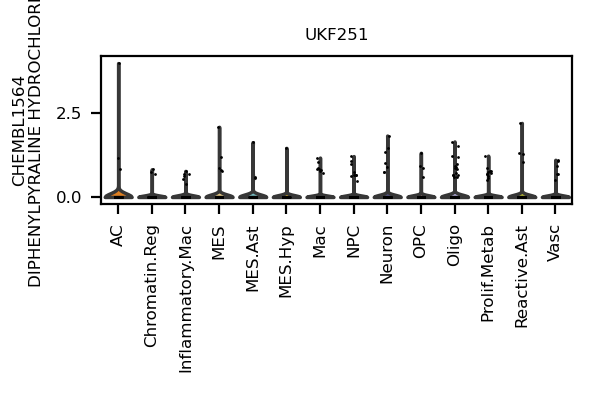 UKF251
CHEMBL1564
DIPHENYLPYRALINE HYDROCHLORI
2.5
0.0
AC
Chromatin.Reg
Inflammatory.Mac
MES
MES.Ast
MES.Hyp
Mac
NPC
Neuron
OPC
Oligo
Prolif.Metab
Reactive.Ast
Vasc